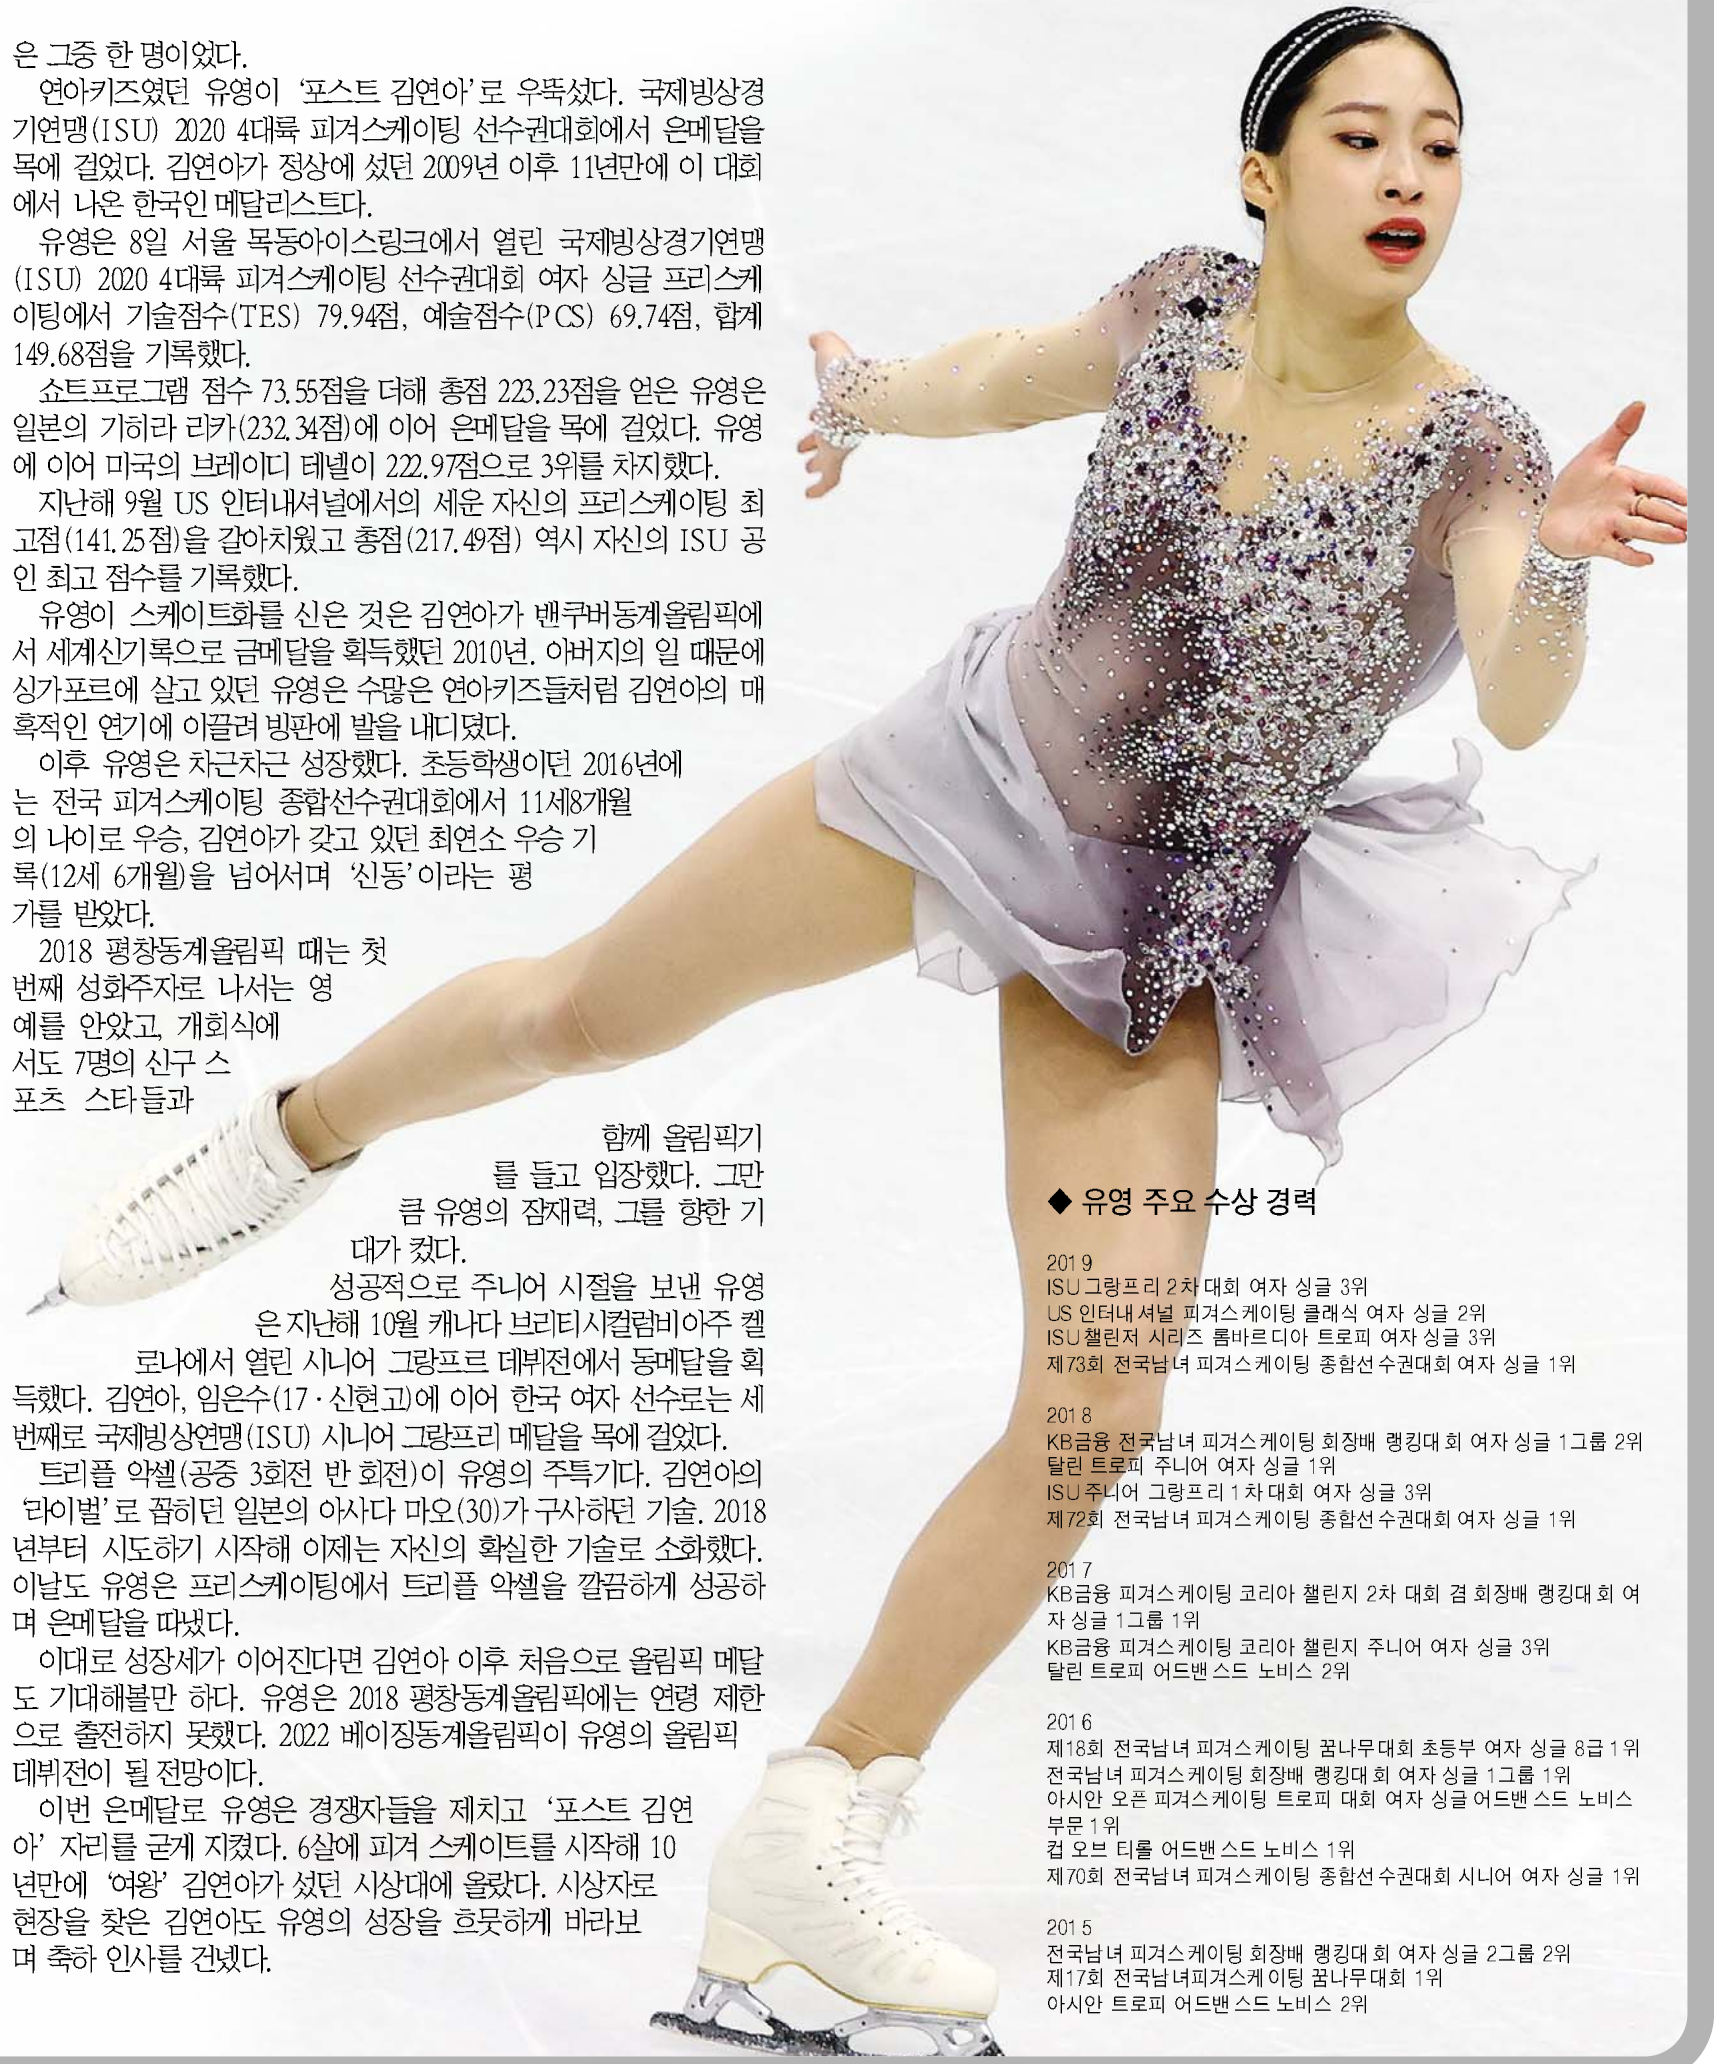 은 그중 한 명이었다.
연아키즈였던 유영이 ‘포스트 김연아’로 우뚝섰다. 국제빙상경
기연맹(ISU) 2020 4대륙 피겨스케이팅 선수권대회에서 은메달을
목에 걸었다. 김연아가 정상에 섰던 2009년 이후 11년만에 이 대회
에서 나온 한국인 메달리스트다.
유영은 8일 서울 목동아이스링크에서 열린 국제빙상경기연맹
(ISU) 2020 4대륙 피겨스케이팅 선수권대회 여자 싱글 프리스케
이팅에서 기술점수(TES) 79.94점, 예술점수(PCS) 69.74점, 합계
149.68점을 기록했다.
쇼트프로그램 점수 73.55점을 더해 총점 223.23점을 얻은 유영은
일본의 기히라 리카(232.34점)에 이어 은메달을 목에 걸었다. 유영
에 이어 미국의 브레이디 테넬이 222.97점으로 3위를 차지했다.
지난해 9월 US 인터내셔널에서의 세운 자신의 프리스케이팅 최
고점(141.25점)을 갈아치웠고 총점(217.49점) 역시 자신의 ISU 공
인 최고 점수를 기록했다.
유영이 스케이트화를 신은 것은 김연아가 밴쿠버동계올림픽에
서 세계신기록으로 금메달을 획득했던 2010년. 아버지의 일 때문에
싱가포르에 살고 있던 유영은 수많은 연아키즈들처럼 김연아의 매
혹적인 연기에 이끌려 빙판에 발을 내디뎠다.
이후 유영은 차근차근 성장했다. 초등학생이던 2016년에
는 전국 피겨스케이팅 종합선수권대회에서 11세8개월
의 나이로 우승, 김연아가 갖고 있던 최연소 우승 기
록(12세 6개월)을 넘어서며 ‘신동’이라는 평
가를 받았다.
2018 평창동계올림픽 때는 첫
번째 성화주자로 나서는 영
예를 안았고, 개회식에
서도 7명의 신구 스
포츠 스타들과
함께 올림픽기
를 들고 입장했다. 그만
큼 유영의 잠재력, 그를 향한 기
대가 컸다.
성공적으로 주니어 시절을 보낸 유영
은 지난해 10월 캐나다 브리티시컬럼비아주 켈
로나에서 열린 시니어 그랑프르 데뷔전에서 동메달을 획
득했다. 김연아, 임은수(17·신현고)에 이어 한국 여자 선수로는 세
번째로 국제빙상연맹(ISU) 시니어 그랑프리 메달을 목에 걸었다.
트리플 악셀(공중 3회전 반 회전)이 유영의 주특기다. 김연아의
‘라이벌’로 꼽히던 일본의 아사다 마오(30)가 구사하던 기술. 2018
년부터 시도하기 시작해 이제는 자신의 확실한 기술로 소화했다.
이날도 유영은 프리스케이팅에서 트리플 악셀을 깔끔하게 성공하
며 은메달을 따냈다.
이대로 성장세가 이어진다면 김연아 이후 처음으로 올림픽 메달
도 기대해볼만 하다. 유영은 2018 평창동계올림픽에는 연령 제한
으로 출전하지 못했다. 2022 베이징동계올림픽이 유영의 올림픽
데뷔전이 될 전망이다.
이번 은메달로 유영은 경쟁자들을 제치고 ‘포스트 김연
아’ 자리를 굳게 지켰다. 6살에 피겨 스케이트를 시작해 10
년만에 ‘여왕’ 김연아가 섰던 시상대에 올랐다. 시상자로
현장을 찾은 김연아도 유영의 성장을 흐뭇하게 바라보
며 축하 인사를 건넸다.
◆ 유영 주요 수상 경력
2019
ISU그랑프리 2차 대회 여자 싱글 3위
US 인터내셔널 피겨스케이팅 클래식 여자 싱글 2위
ISU챌린저 시리즈 롬바르디아 트로피 여자 싱글 3위
제73회 전국남녀 피겨스케이팅 종합선수권대회 여자 싱글 1위
2018
KB금융 전국남녀 피겨스케이팅 회장배 랭킹대회 여자 싱글 1그룹 2위
탈린 트로피 주니어 여자 싱글 1위
ISU주니어 그랑프리 1차 대회 여자 싱글 3위
제72회 전국남녀 피겨스케이팅 종합선수권대회 여자 싱글 1위
2017
KB금융 피겨스케이팅 코리아 챌린지 2차 대회 겸 회장배 랭킹대회 여
자 싱글 1그룹 1위
KB금융 피겨스케이팅 코리아 챌린지 주니어 여자 싱글 3위
탈린 트로피 어드밴스드 노비스 2위
2016
제18회 전국남녀 피겨스케이팅 꿈나무대회 초등부 여자 싱글 8급 1위
전국남녀 피겨스케이팅 회장배 랭킹대회 여자 싱글 1그룹 1위
아시안 오픈 피겨스케이팅 트로피 대회 여자 싱글 어드밴스드 노비스
부문 1위
컵 오브 티롤 어드밴스드 노비스 1위
제70회 전국남녀 피겨스케이팅 종합선수권대회 시니어 여자 싱글 1위
2015
전국남녀 피겨스케이팅 회장배 랭킹대회 여자 싱글 2그룹 2위
제17회 전국남녀피겨스케이팅 꿈나무대회 1위
아시안 트로피 어드밴스드 노비스 2위